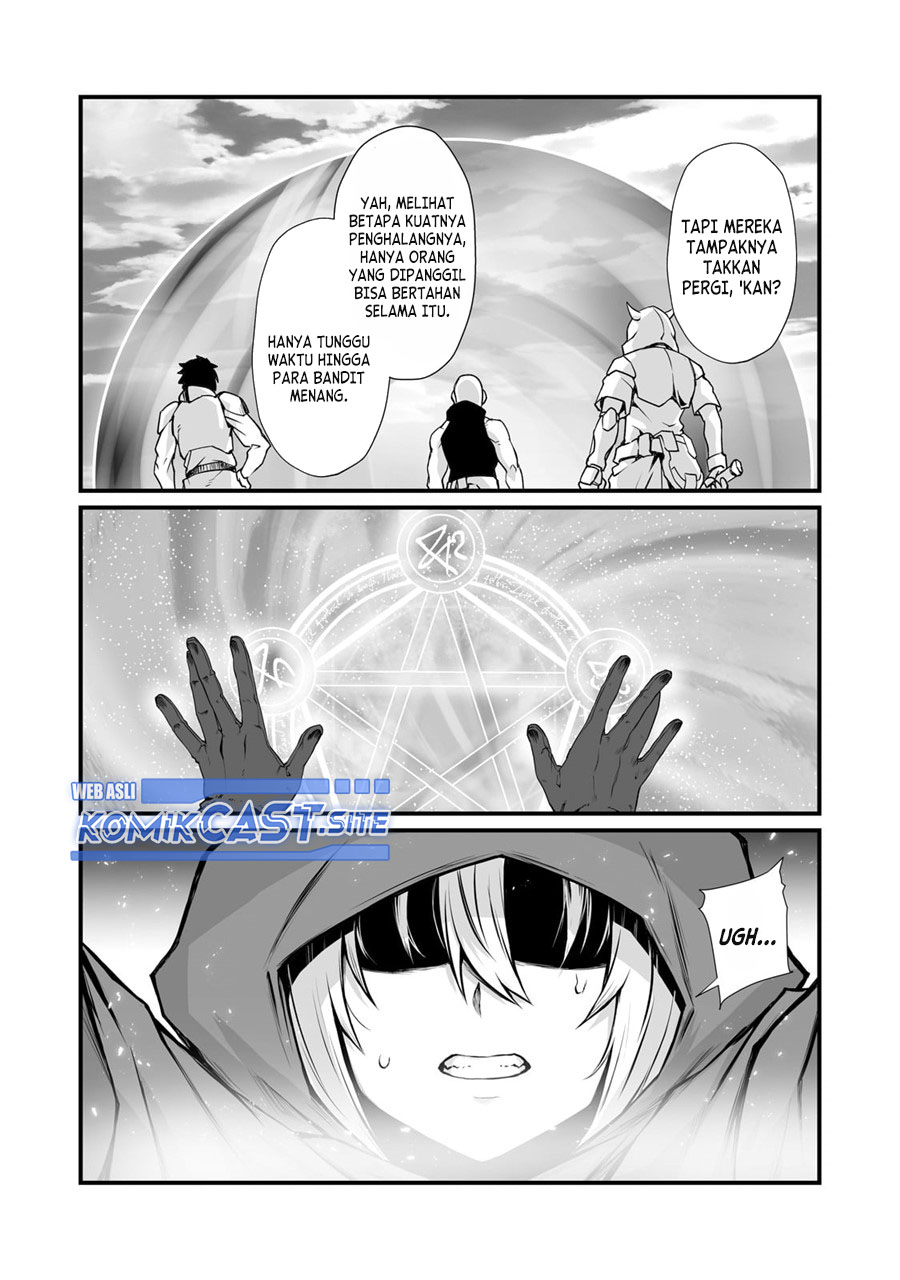 TAPI MEREKA
TAMPAKNYA
TAKKAN
PERGI, 'KAN?
YAH, MELIHAT
BETAPA KUATNYA
PENGHALANGNYA,
HANYA ORANG
YANG DIPANGGIL
BISA BERTAHAN
SELAMA ITU.
HANYA TUNGGU
WAKTU HINGGA
PARA BANDIT
MENANG.
WEB ASLI
KOMIKCAST.SITE
UGH...